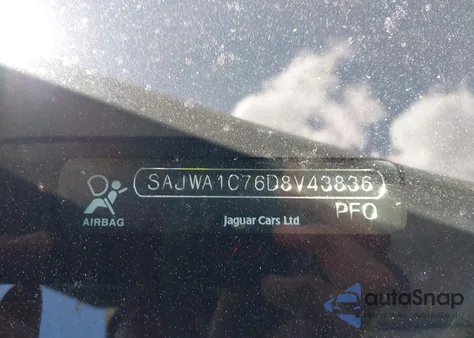 SAJWA1C76D8V43836
PFO
AIRBAG
Jaguar Cars Ltd
autoSnap